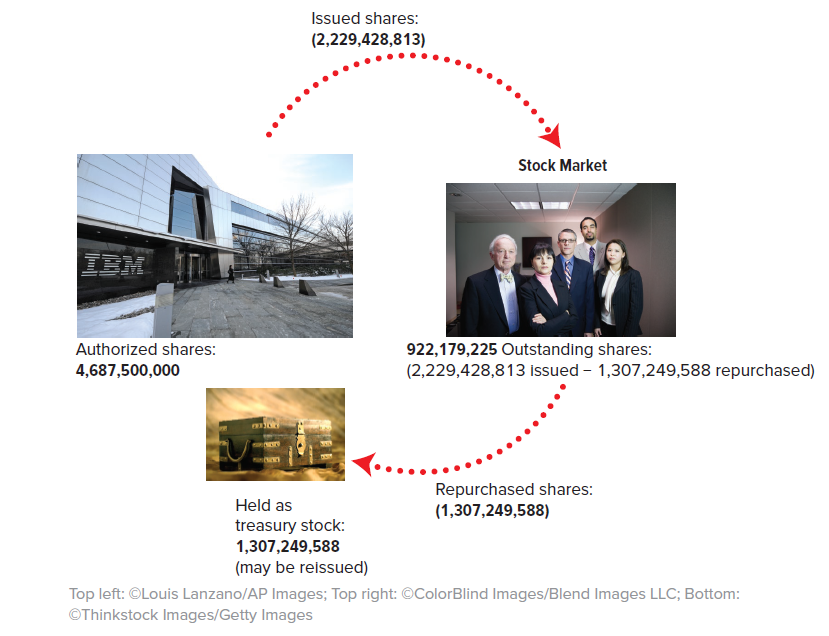 Issued shares:
(2,229,428,813)
Stock Market
IBM
Authorized shares:
4,687,500,000
922,179,225 Outstanding shares:
(2,229,428,813 issued – 1,307,249,588 repurchased)
Held as
treasury stock:
1,307,249,588
(may be reissued)
Repurchased shares:
(1,307,249,588)
Top left: ©Louis Lanzano/AP Images; Top right: ©ColorBlind Images/Blend Images LLC; Bottom:
©Thinkstock Images/Getty Images